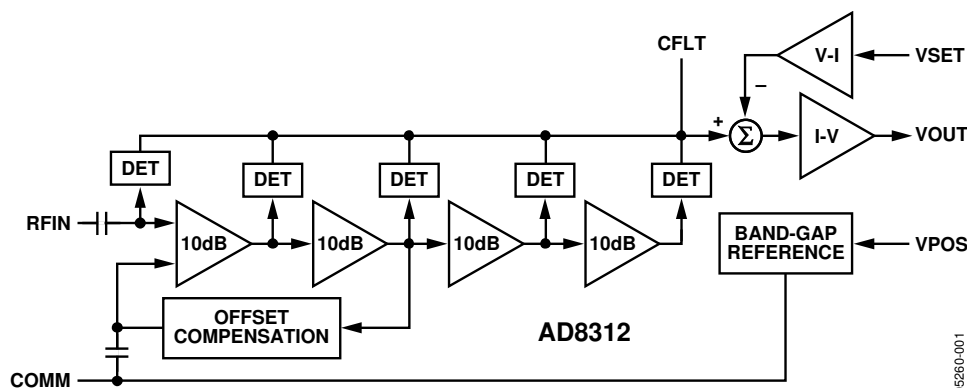 CFLT
V-I
VSET
–
+
Σ
I-V
VOUT
DET
DET
DET
DET
DET
RFIN
10dB
10dB
10dB
10dB
BAND-GAP
REFERENCE
VPOS
OFFSET
COMPENSATION
AD8312
COMM
5260-001